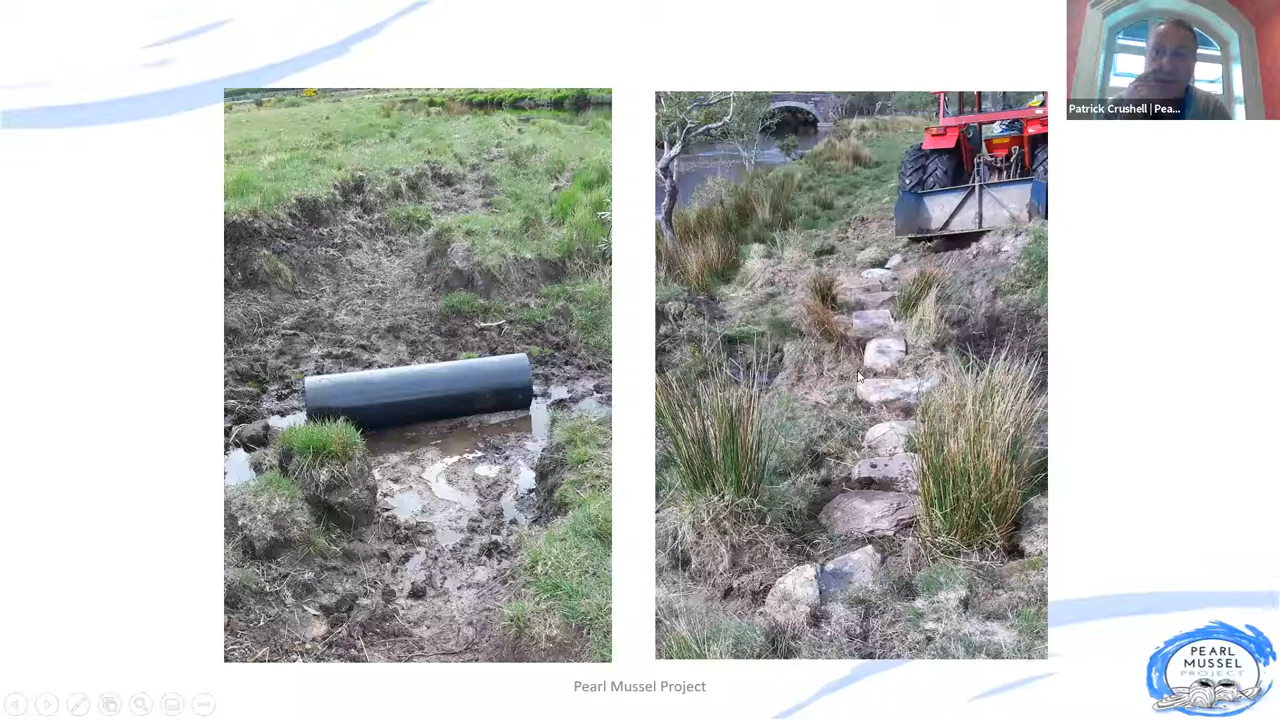 Patrick Crushell | Pea...
Pearl Mussel Project
PEARL
MUSSEL
PROJECT